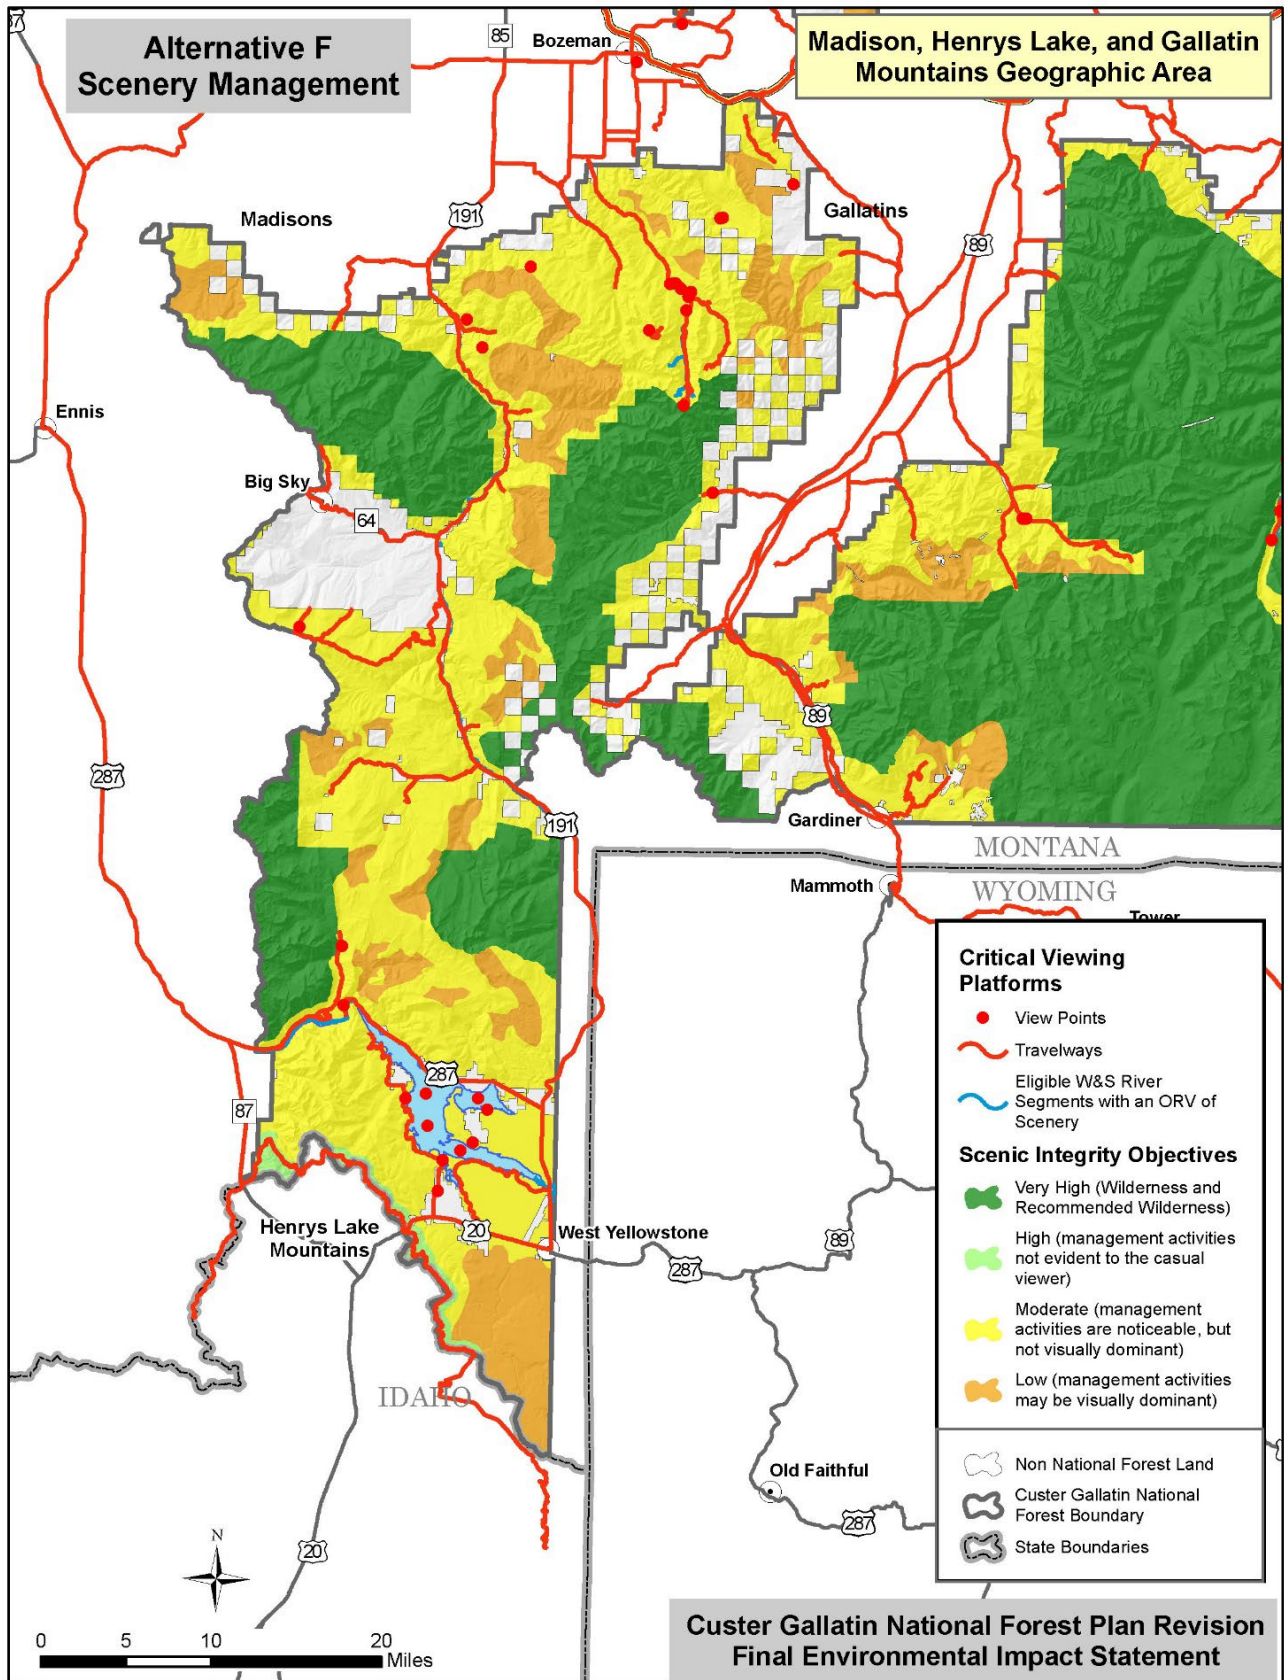 Alternative F
Scenery Management
Madison, Henrys Lake, and Gallatin
Mountains Geographic Area
85
Bozeman
Madisons
191
Gallatins
89
Ennis
Big Sky
64
89
287
191
Gardiner
MONTANA
Mammoth
WYOMING
Tower
Critical Viewing
Platforms
View Points
Travelways
Eligible W&S River
Segments with an ORV of
Scenery
Scenic Integrity Objectives
Very High (Wilderness and
Recommended Wilderness)
High (management activities
not evident to the casual
viewer)
Moderate (management
activities are noticeable, but
not visually dominant)
Low (management activities
may be visually dominant)
Non National Forest Land
Custer Gallatin National
Forest Boundary
State Boundaries
287
87
Henrys Lake
Mountains
20
West Yellowstone
89
287
IDAHO
Old Faithful
287
20
N
0 5 10 20
Miles
Custer Gallatin National Forest Plan Revision
Final Environmental Impact Statement